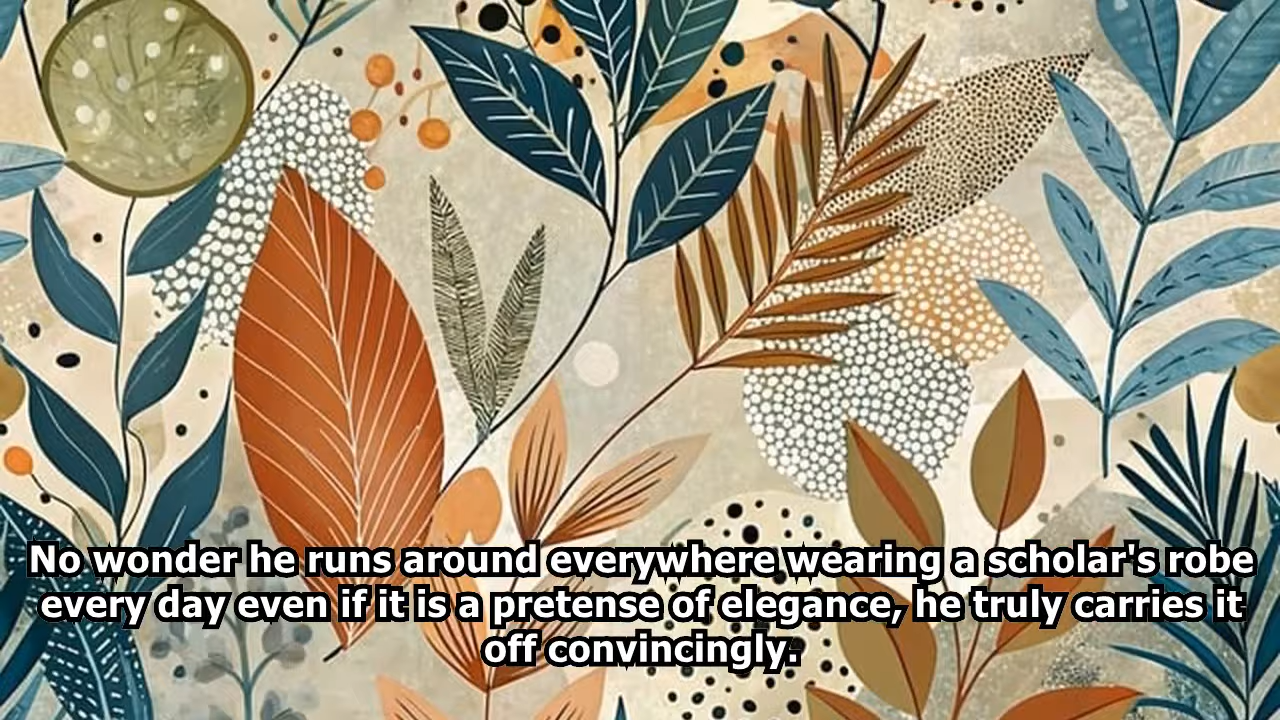 No wonder he runs around everywhere wearing a scholar's robe
every day even if it is a pretense of elegance, he truly carries it
off convincingly.